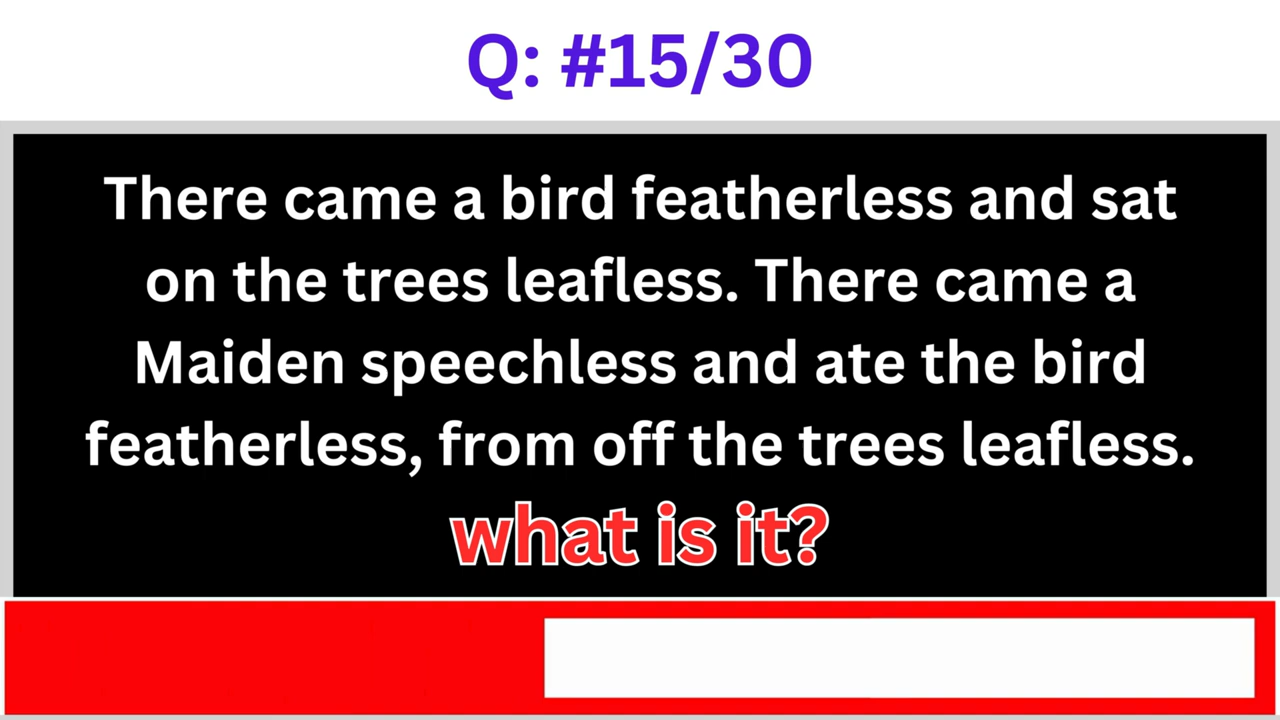 Q: #15/30
There came a bird featherless and sat
on the trees leafless. There came a
Maiden speechless and ate the bird
featherless, from off the trees leafless.
what is it?